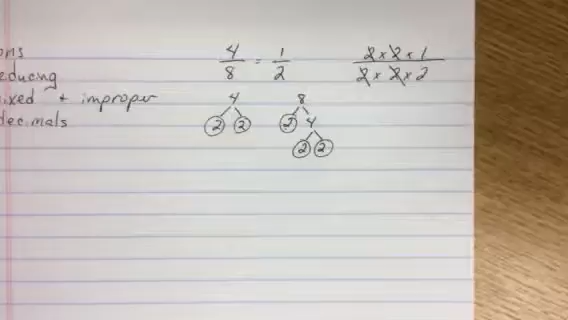 ons
educing
ixed + improper
decimals
4/8 = 1/2
2 x 2 x 1 / 2 x 2 x 2
4
2 2
8
2 4
2 2